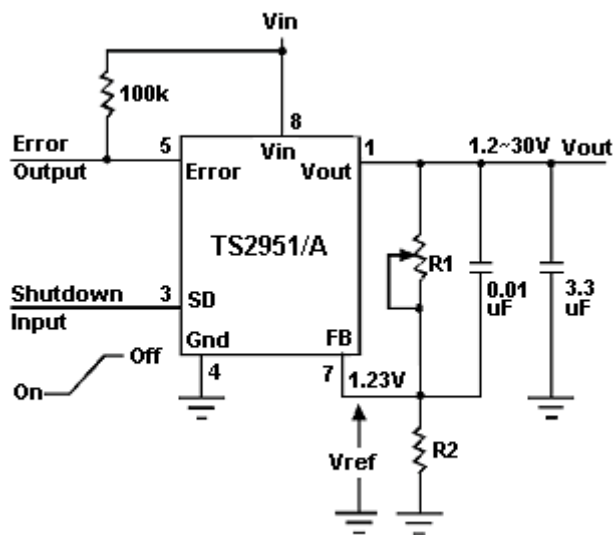 Vin
100k
8
Error
Output
5
Vin
1
1.2~30V
Vout
Error
Vout
TS2951/A
R1
0.01
uF
3.3
uF
Shutdown
Input
3
SD
Gnd
FB
Off
On
4
7
1.23V
Vref
R2